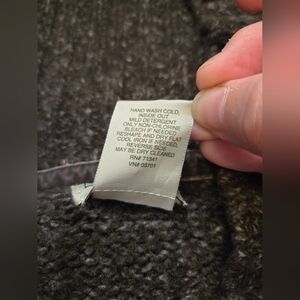 HAND WASH COLD,
INSIDE OUT
MILD DETERGENT
ONLY NON-CHLORINE
BLEACH IF NEEDED
RESHAPE AND DRY FLAT
COOL IRON IF NEEDED,
REVERSE SIDE
MAY BE DRY CLEANED
RN# 71341
VN# 03701